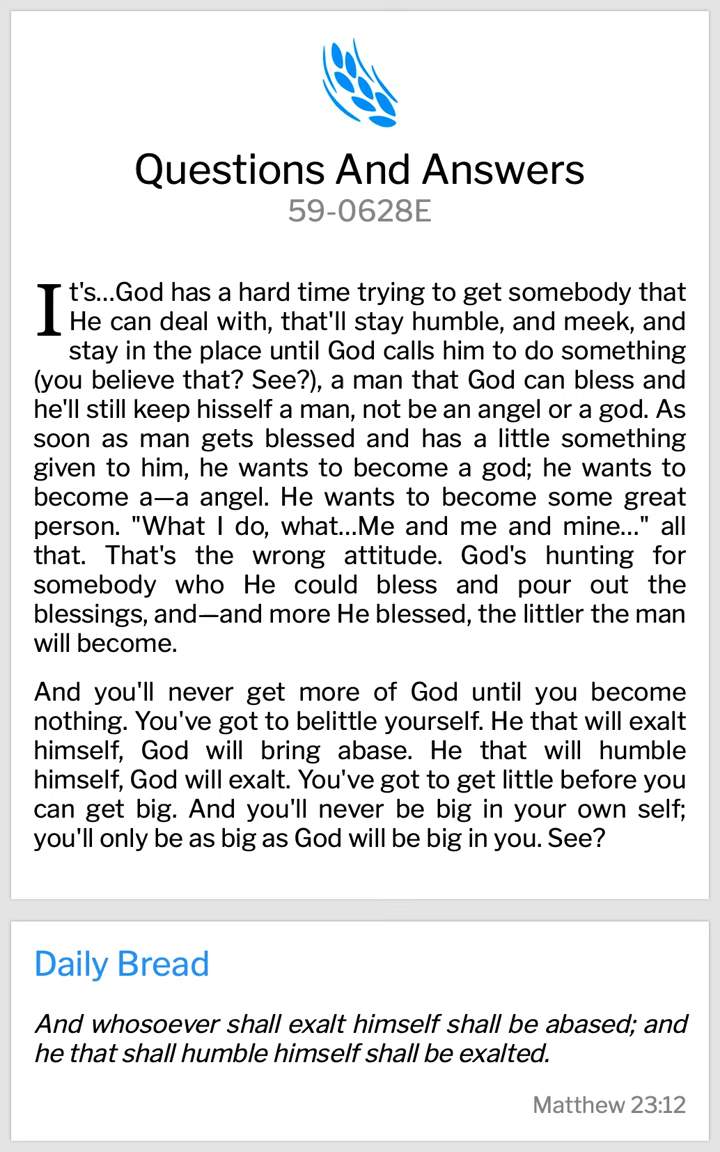 Questions And Answers
59-0628E
It's...God has a hard time trying to get somebody that
He can deal with, that'll stay humble, and meek, and
stay in the place until God calls him to do something
(you believe that? See?), a man that God can bless and
he'll still keep hisself a man, not be an angel or a god. As
soon as man gets blessed and has a little something
given to him, he wants to become a god; he wants to
become a—a angel. He wants to become some great
person. "What I do, what...Me and me and mine..." all
that. That's the wrong attitude. God's hunting for
somebody who He could bless and pour out the
blessings, and—and more He blessed, the littler the man
will become.
And you'll never get more of God until you become
nothing. You've got to belittle yourself. He that will exalt
himself, God will bring abase. He that will humble
himself, God will exalt. You've got to get little before you
can get big. And you'll never be big in your own self;
you'll only be as big as God will be big in you. See?
Daily Bread
And whosoever shall exalt himself shall be abased; and
he that shall humble himself shall be exalted.
Matthew 23:12